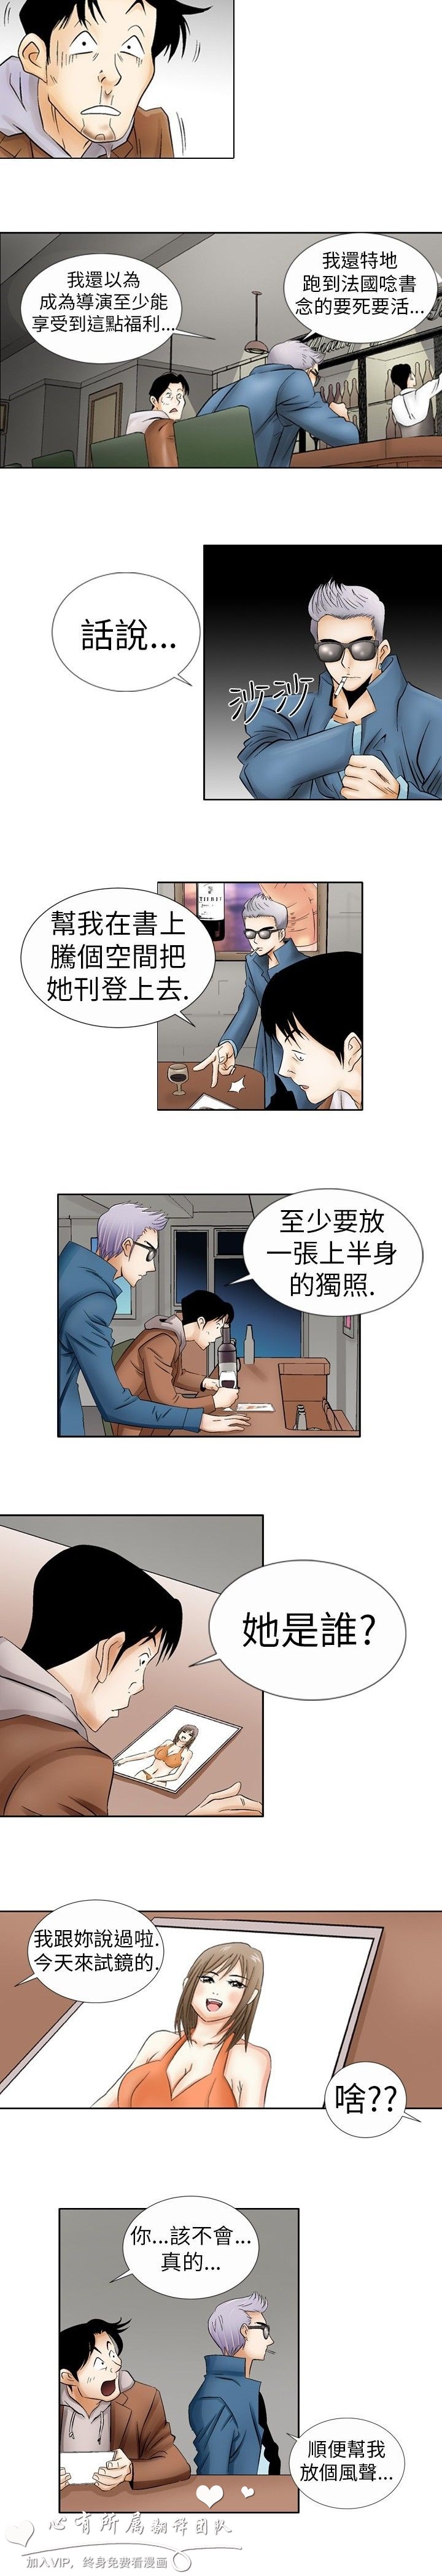 我還特地
跑到法國唸書
念的要死要活...
我還以為
成為導演至少能
享受到這點福利...
話說...
沙沙
幫我在書上
騰個空間把
她刊登上去.
至少要放
一張上半身
的獨照.
她是誰?
我跟妳說過啦.
今天來試鏡的.
啥??
你...該不會...
真的...
順便幫我
放個風聲...
心有所属翻译团队
加入VIP，终身免费看漫画